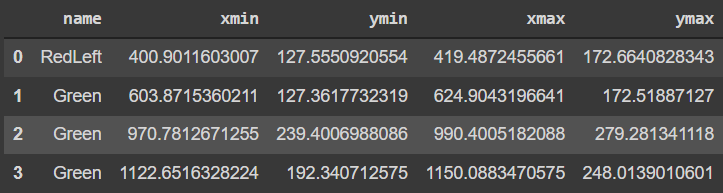 name xmin ymin xmax ymax
0 RedLeft 400.9011603007 127.5550920554 419.4872455661 172.6640828343
1 Green 603.8715360211 127.3617732319 624.9043196641 172.51887127
2 Green 970.7812671255 239.4006988086 990.4005182088 279.281341118
3 Green 1122.6516328224 192.340712575 1150.0883470575 248.0139010601